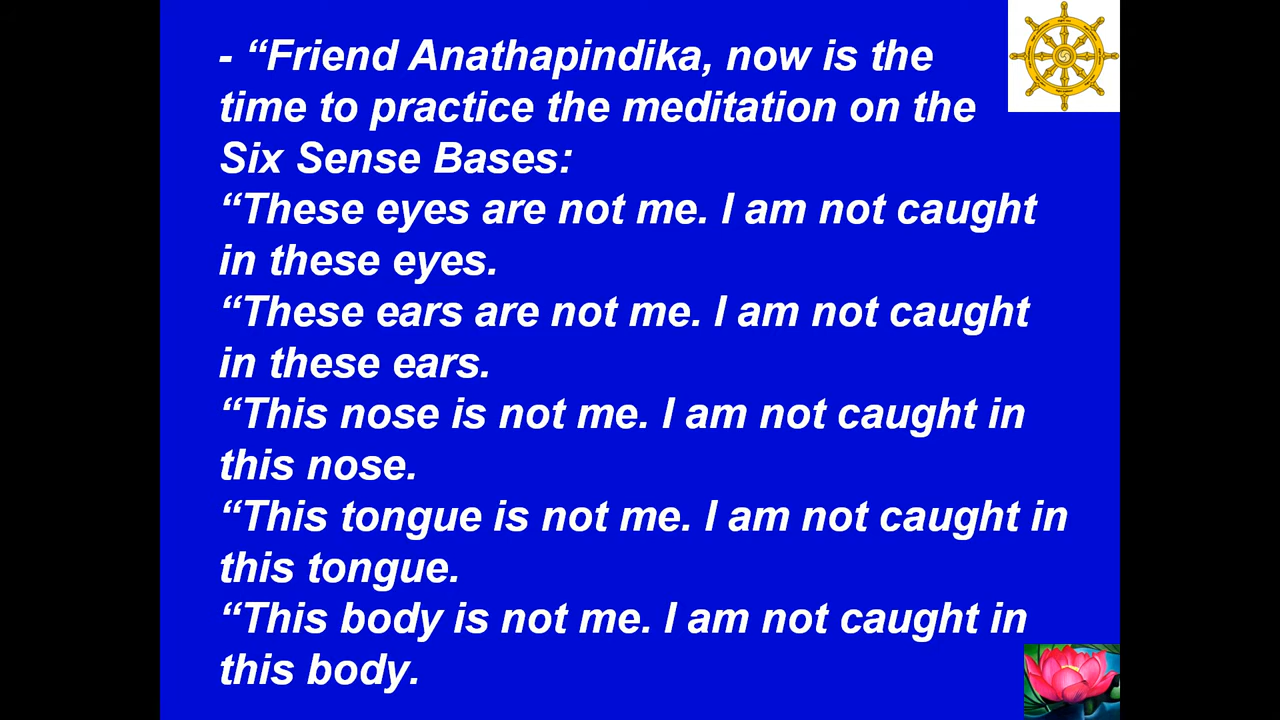 - “Friend Anathapindika, now is the
time to practice the meditation on the
Six Sense Bases:
“These eyes are not me. I am not caught
in these eyes.
“These ears are not me. I am not caught
in these ears.
“This nose is not me. I am not caught in
this nose.
“This tongue is not me. I am not caught in
this tongue.
“This body is not me. I am not caught in
this body.